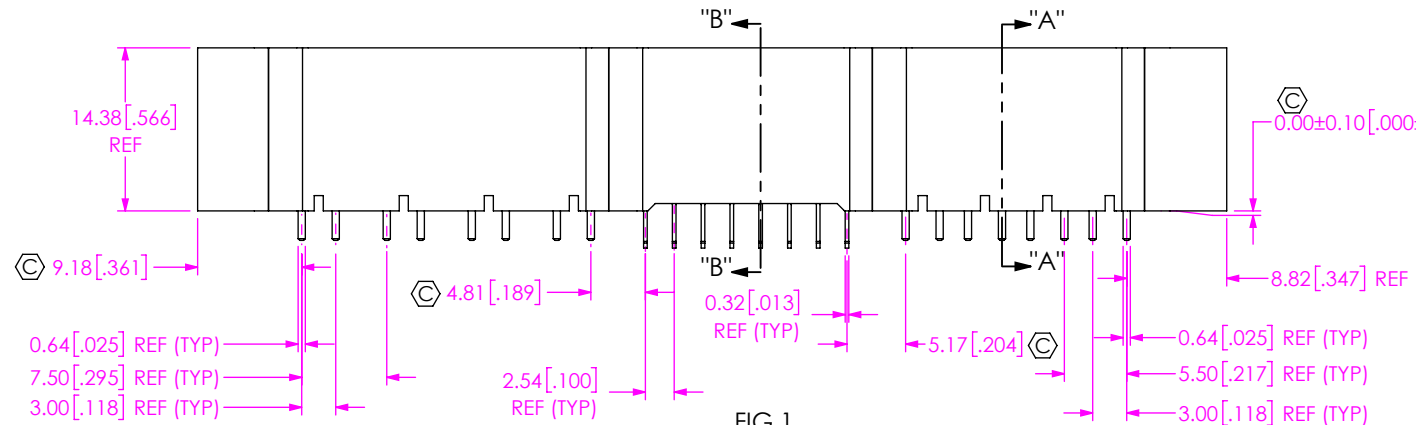 "B"
"A"
14.38[.566]
REF
C
0.00±0.10[.000±
C 9.18[.361]
C 4.81[.189]
"B"
"A"
0.32[.013]
REF (TYP)
8.82[.347] REF
0.64[.025] REF (TYP)
7.50[.295] REF (TYP)
3.00[.118] REF (TYP)
2.54[.100]
REF (TYP)
5.17[.204] C
0.64[.025] REF (TYP)
5.50[.217] REF (TYP)
3.00[.118] REF (TYP)
FIG 1